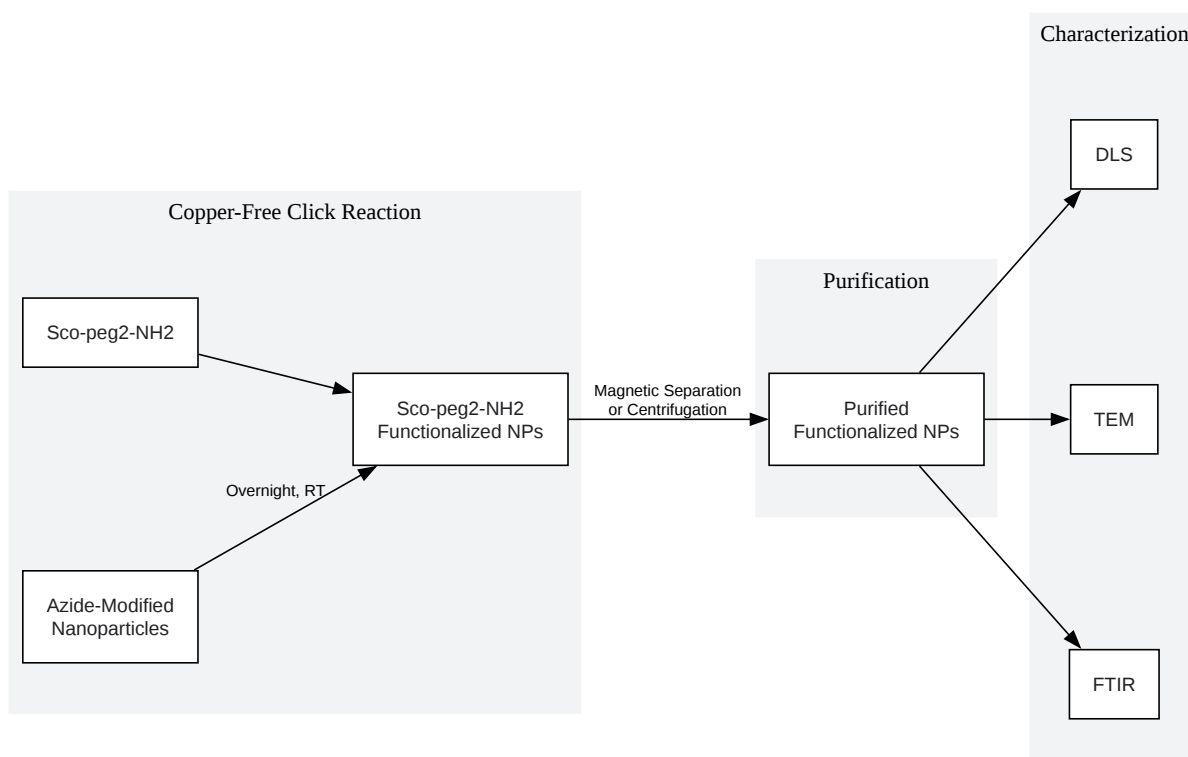 Copper-Free Click Reaction
Sco-peg2-NH2
Sco-peg2-NH2
Functionalized NPs
Overnight, RT
Azide-Modified
Nanoparticles
Magnetic Separation
or Centrifugation
Purification
Purified
Functionalized NPs
Characterization
DLS
TEM
FTIR